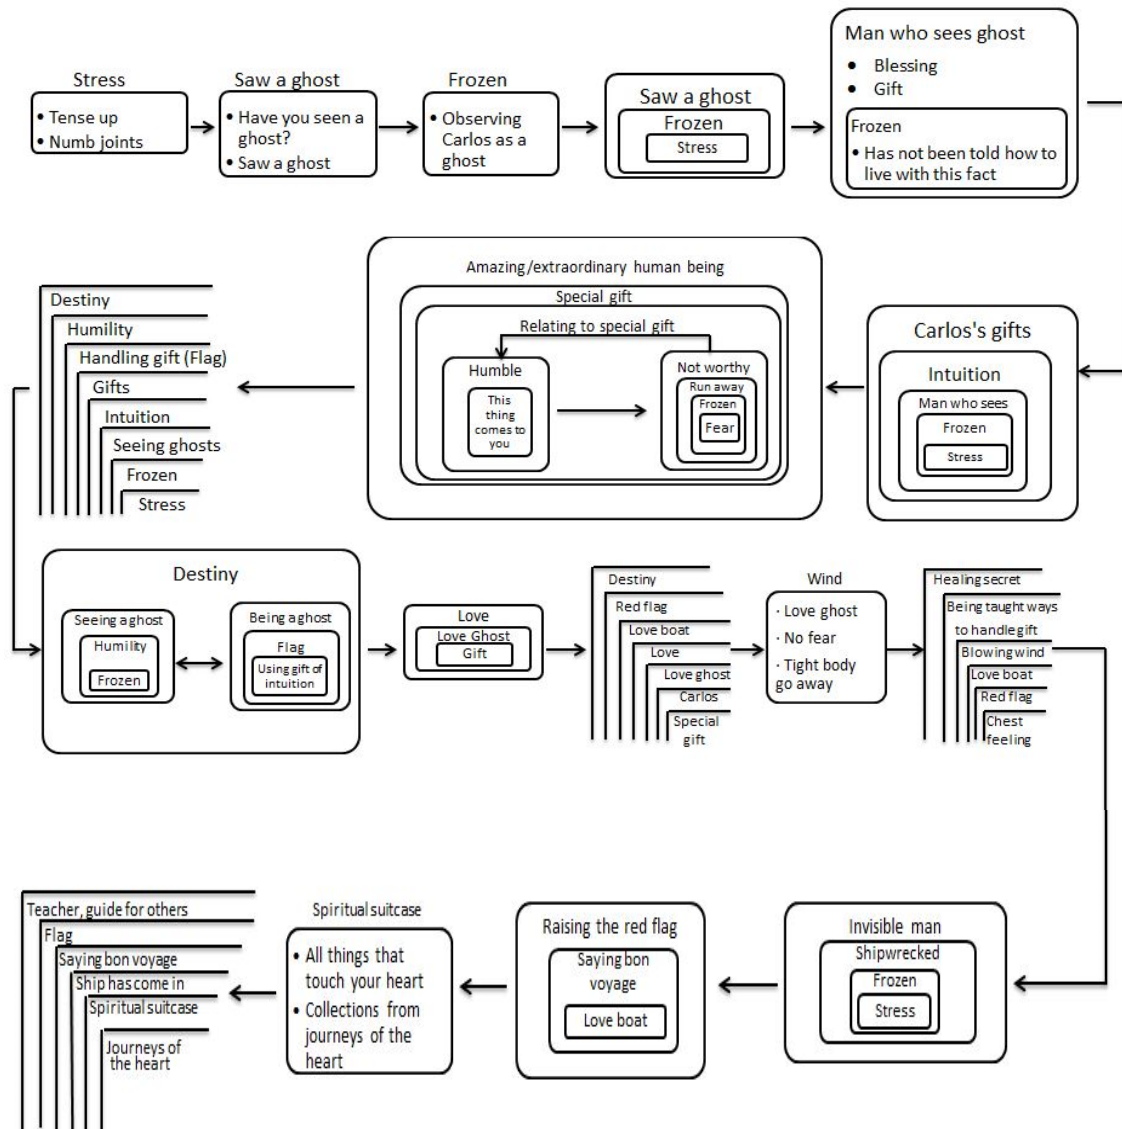 Stress
• Tense up
• Numb joints
Saw a ghost
• Have you seen a
ghost?
• Saw a ghost
Frozen
• Observing
Carlos as a
ghost
Saw a ghost
Frozen
Stress
Man who sees ghost
• Blessing
• Gift
Frozen
• Has not been told how to
live with this fact
Carlos's gifts
Intuition
Man who sees
Frozen
Stress
Amazing/extraordinary human being
Special gift
Relating to special gift
Humble
This
thing
comes to
you
Not worthy
Run away
Frozen
Fear
Destiny
Humility
Handling gift (Flag)
Gifts
Intuition
Seeing ghosts
Frozen
Stress
Destiny
Seeing a ghost
Humility
Frozen
Being a ghost
Flag
Using gift of
intuition
Love
Love Ghost
Gift
Destiny
Red flag
Love boat
Love
Love ghost
Carlos
Special
gift
Wind
· Love ghost
· No fear
· Tight body
go away
Healing secret
Being taught ways
to handle gift
Blowing wind
Love boat
Red flag
Chest
feeling
Invisible man
Shipwrecked
Frozen
Stress
Raising the red flag
Saying bon
voyage
Love boat
Spiritual suitcase
• All things that
touch your heart
• Collections from
journeys of the
heart
Teacher, guide for others
Flag
Saying bon voyage
Ship has come in
Spiritual suitcase
Journeys of
the heart